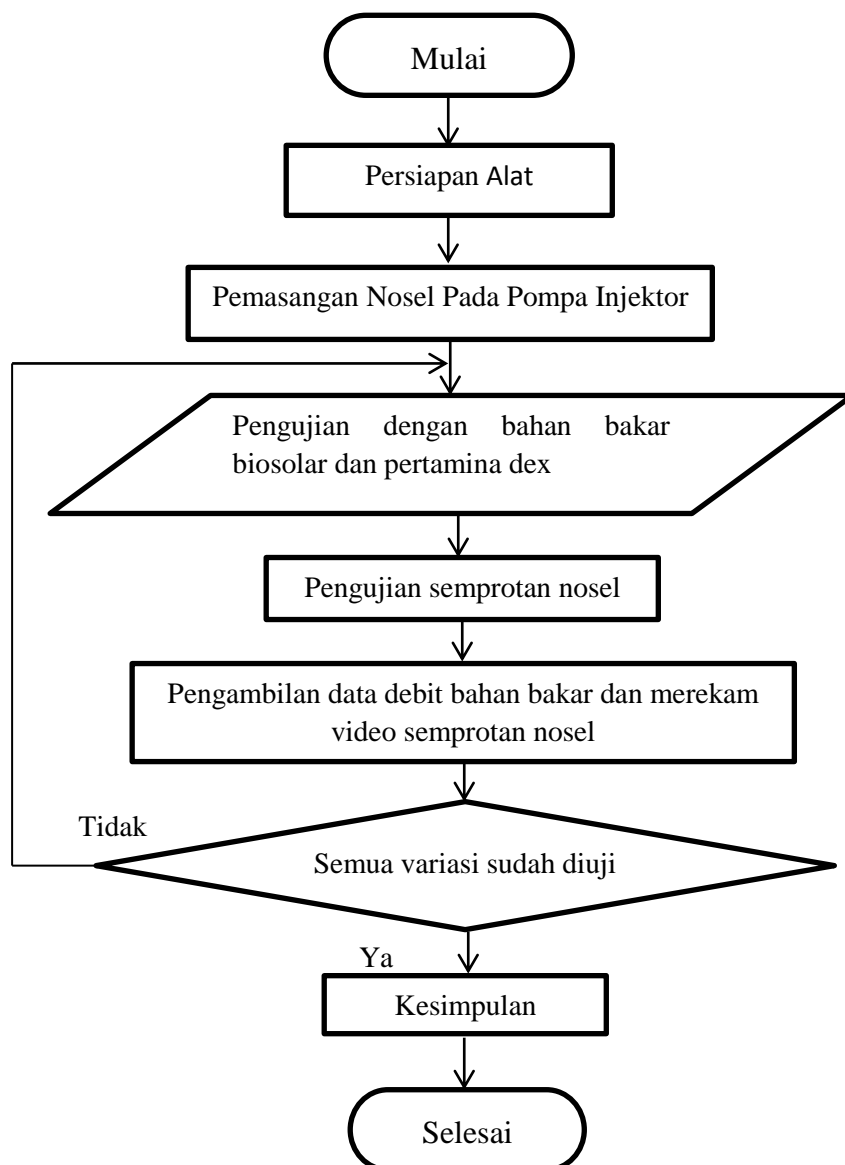 Mulai
Persiapan Alat
Pemasangan Nosel Pada Pompa Injektor
Pengujian dengan bahan bakar
biosolar dan pertamina dex
Pengujian semprotan nosel
Pengambilan data debit bahan bakar dan merekam
video semprotan nosel
Tidak
Semua variasi sudah diuji
Ya
Kesimpulan
Selesai